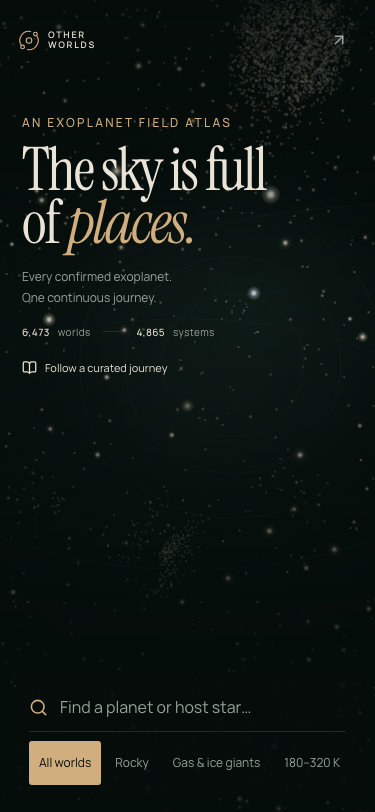 OTHER
WORLDS
AN EXOPLANET FIELD ATLAS
The sky is full
of places.
Every confirmed exoplanet.
One continuous journey.
6,473 worlds 4,865 systems
Follow a curated journey
Find a planet or host star...
All worlds Rocky Gas & ice giants 180–320 K